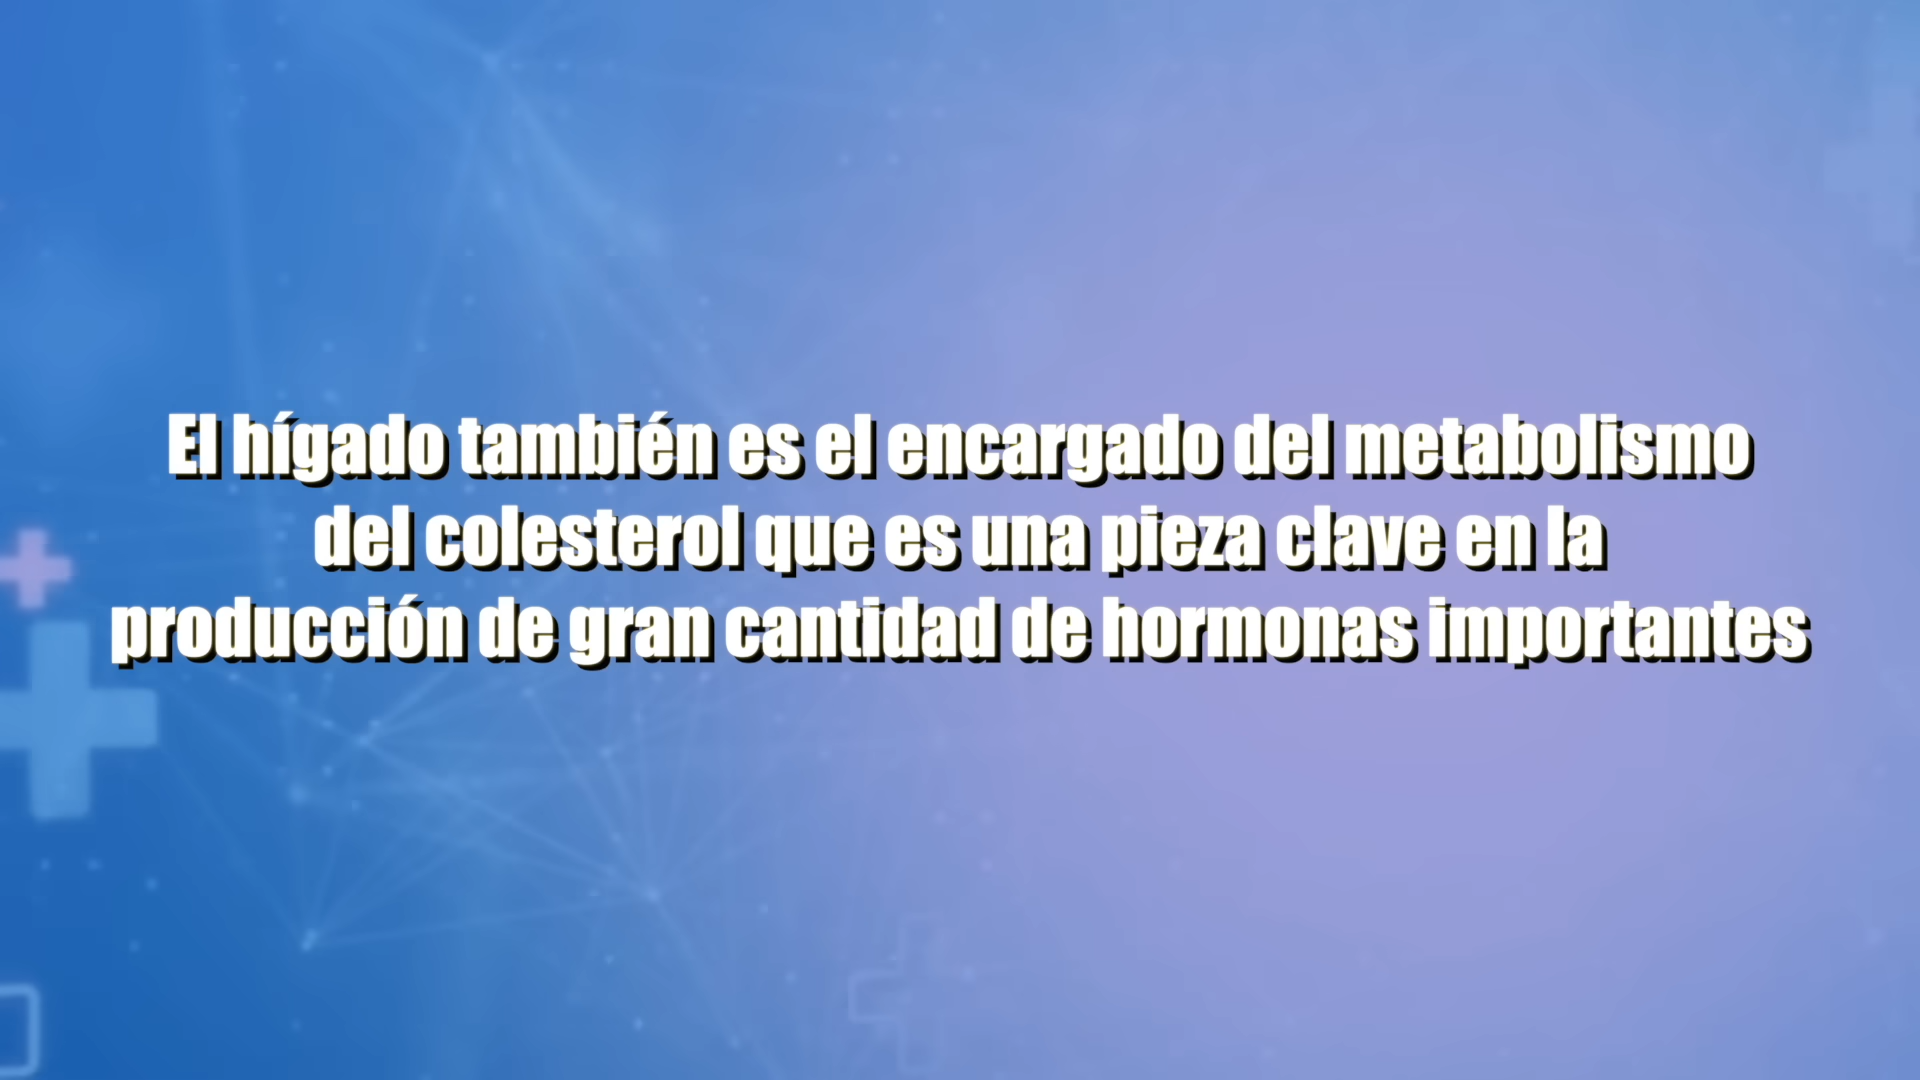 El hígado también es el encargado del metabolismo
del colesterol que es una pieza clave en la
producción de gran cantidad de hormonas importantes